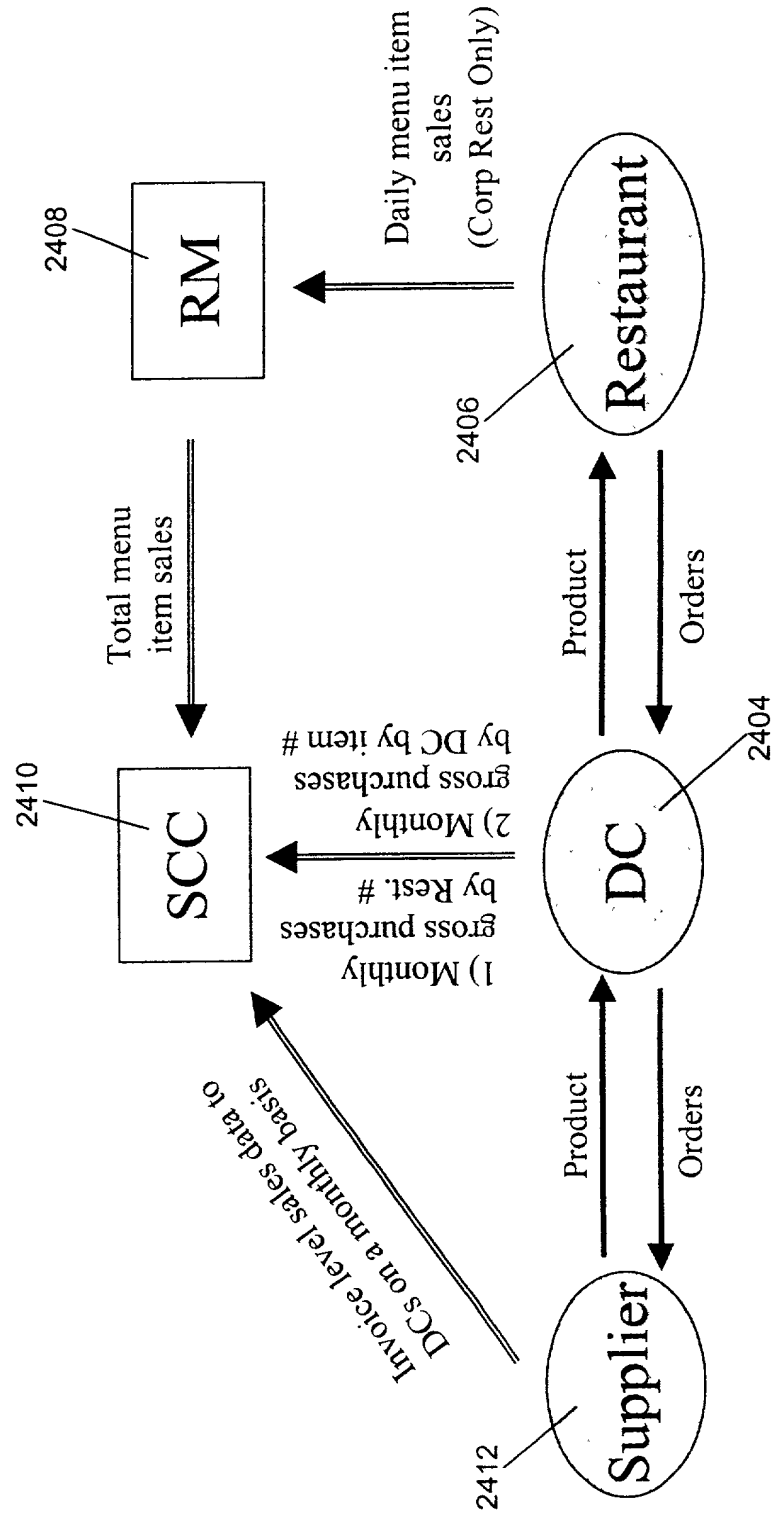 2410
SCC
Total menu
item sales
2408
RM
Invoice level sales data to
DCs on a monthly basis
1) Monthly
gross purchases
by Rest. #
2) Monthly
gross purchases
by DC by item #
Daily menu item
sales
(Corp Rest Only)
2412
Supplier
Product
Orders
DC
2404
Product
Orders
2406
Restaurant